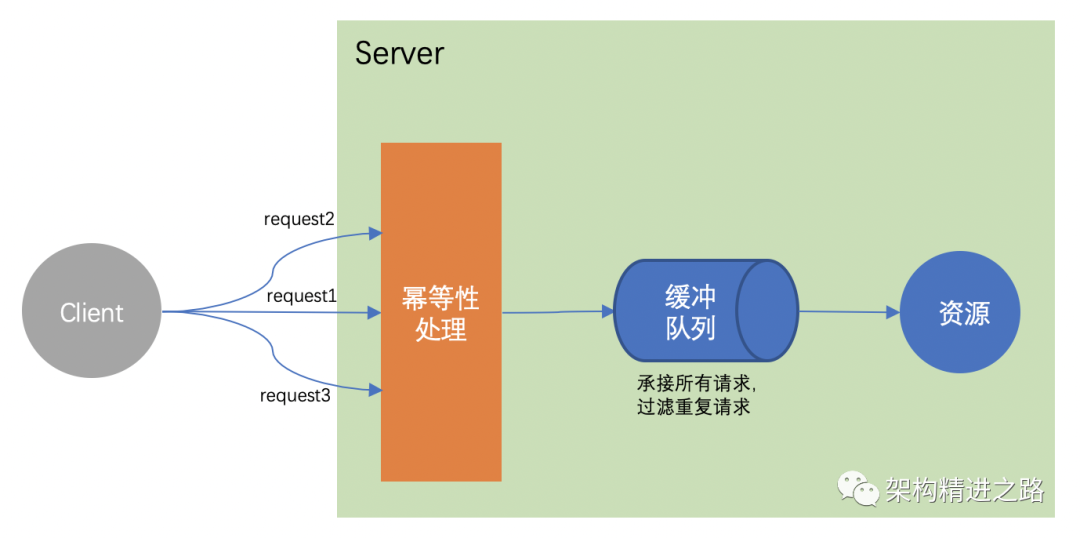 Server
request2
request1
Client
幂等性
处理
缓冲
队列
资源
request3
承接所有请求,
过滤重复请求
架构精进之路